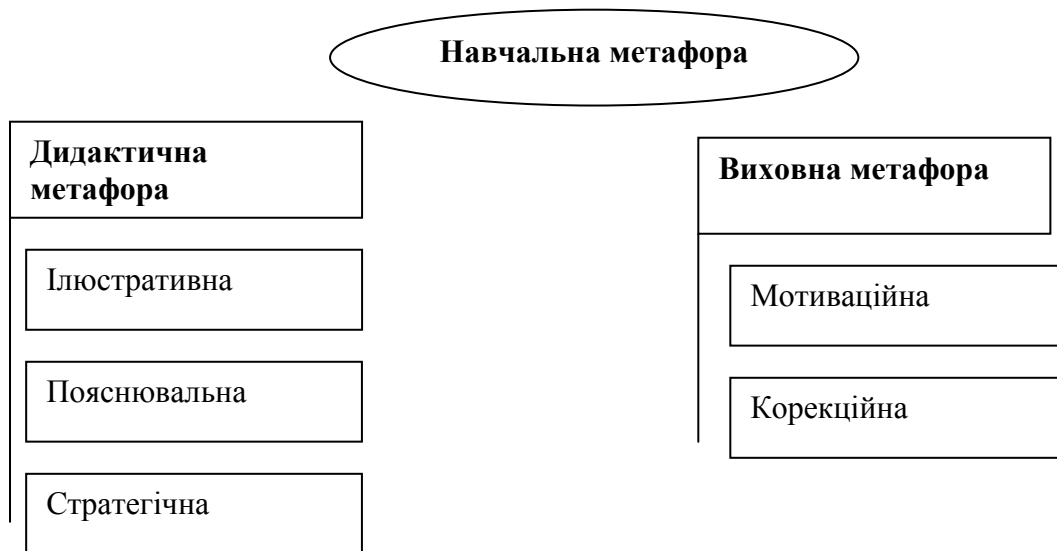 Навчальна метафора
Дидактична
метафора
Ілюстративна
Пояснювальна
Стратегічна
Виховна метафора
Мотиваційна
Корекційна